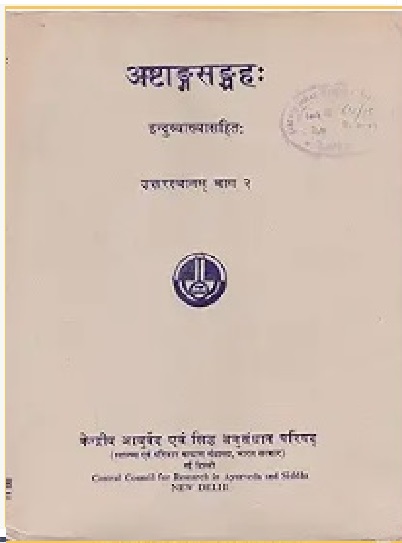 अष्टाङ्गसङ्ग्रहः
इन्दुव्याख्यासहितः
उत्तरस्थानम् भाग २
केन्द्रीय आयुर्वेद एवं सिद्ध अनुसंधान परिषद्
(स्वास्थ्य एवं परिवार कल्याण मंत्रालय, भारत सरकार)
नई दिल्ली
Central Council for Research in Ayurveda and Siddha
NEW DELHI